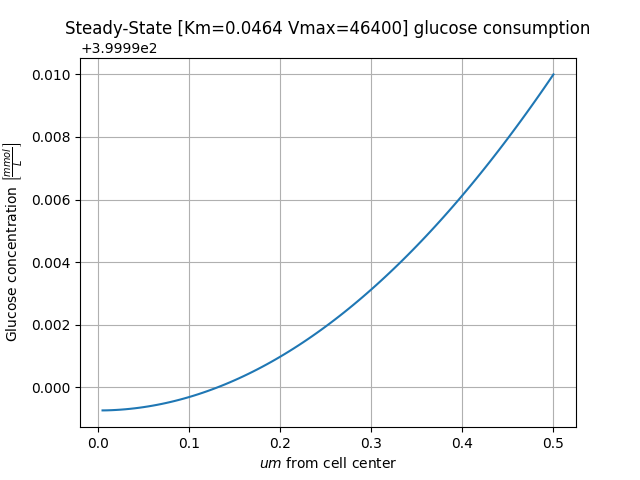 Steady-State [Km=0.0464 Vmax=46400] glucose consumption
+3.9999e2
0.010
0.008
0.006
0.004
0.002
0.000
Glucose concentration [mmol/L]
0.0 0.1 0.2 0.3 0.4 0.5
um from cell center